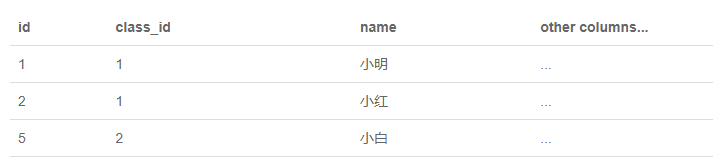 id class_id name other columns...
1 1 小明 ...
2 1 小红 ...
5 2 小白 ...